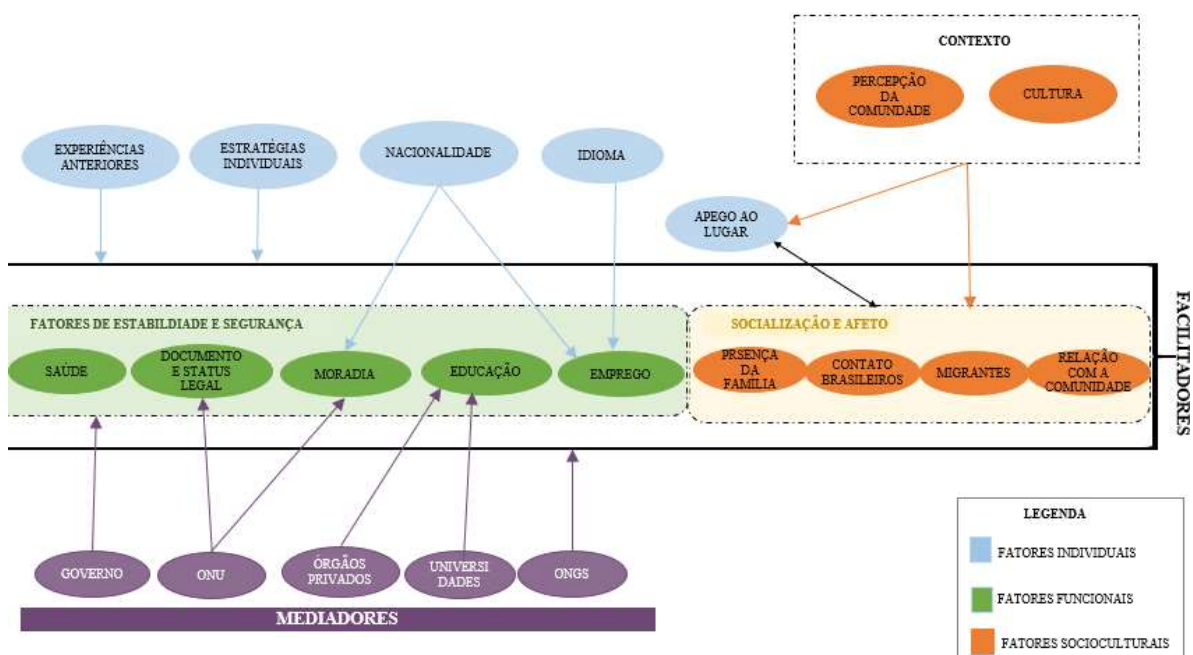 CONTEXTO
PERCEPÇÃO
DA
COMUNDADE
CULTURA
EXPERIÊNCIAS
ANTERIORES
ESTRATÉGIAS
INDIVIDUAIS
NACIONALIDADE
IDIOMA
APEGO AO
LUGAR
FATORES DE ESTABILDIADE E SEGURANÇA
SAÚDE
DOCUMENTO
E STATUS
LEGAL
MORADIA
EDUCAÇÃO
EMPREGO
SOCIALIZAÇÃO E AFETO
PRSENÇA
DA
FAMILIA
CONTATO
BRASILEIROS
MIGRANTES
RELAÇÃO
COM A
COMUNIDADE
FACILITADORES
GOVERNO
ONU
ÓRGÃOS
PRIVADOS
UNIVERSI
DADES
ONGS
MEDIADORES
LEGENDA
FATORES INDIVIDUAIS
FATORES FUNCIONAIS
FATORES SOCIOCULTURAIS